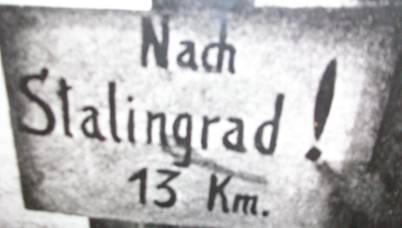 Nach
Stalingrad !
13 Km.